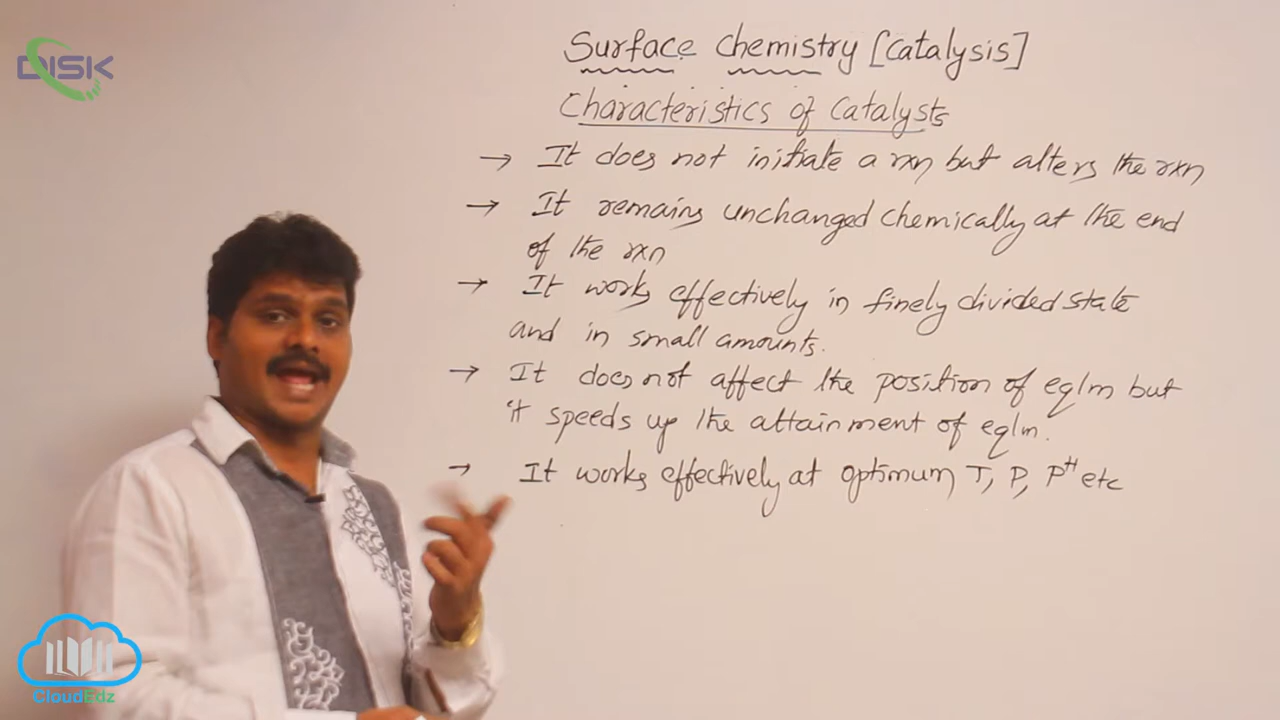 DISK
Surface Chemistry [Catalysis]
Characteristics of Catalysts
→ It does not initiate a rxn but alters the rxn
→ It remains unchanged chemically at the end
of the rxn
→ It works effectively in finely divided state
and in small amounts.
→ It does not affect the position of eqlm but
it speeds up the attainment of eqlm.
→ It works effectively at optimum T, P, PH etc
CloudEdz